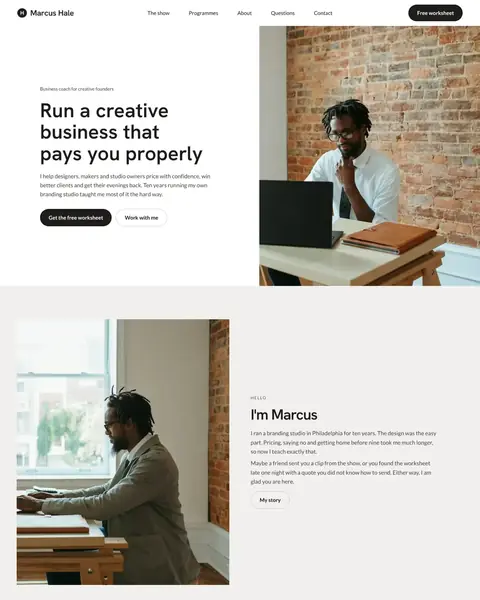 M Marcus Hale
The show
Programmes
About
Questions
Contact
Free worksheet
Business coach for creative founders
Run a creative
business that
pays you properly
I help designers, makers and studio owners price with confidence, win
better clients and get their evenings back. Ten years running my own
branding studio taught me most of it the hard way.
Get the free worksheet
Work with me
HELLO
I'm Marcus
I ran a branding studio in Philadelphia for ten years. The design was the easy
part. Pricing, saying no and getting home before nine took me much longer,
so now I teach exactly that.
Maybe a friend sent you a clip from the show, or you found the worksheet
late one night with a quote you did not know how to send. Either way, I am
glad you are here.
My story